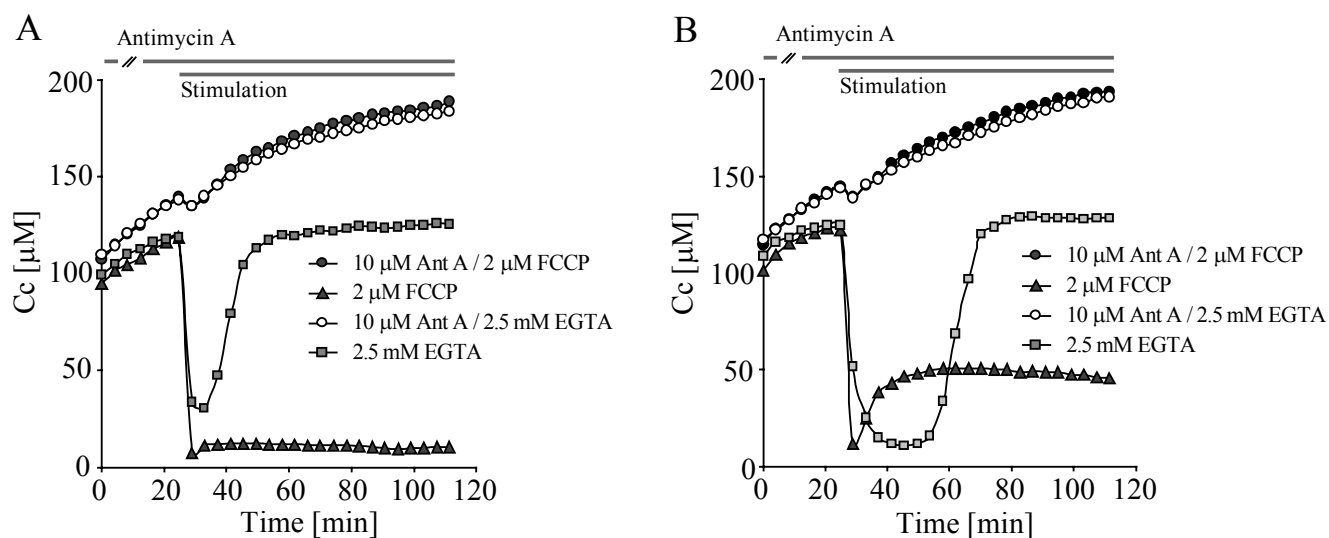 A
Antimycin A
Stimulation
200
150
100
50
0
Cc [μM]
10 μM Ant A / 2 μM FCCP
2 μM FCCP
10 μM Ant A / 2.5 mM EGTA
2.5 mM EGTA
0 20 40 60 80 100 120
Time [min]
B
Antimycin A
Stimulation
200
150
100
50
0
Cc [μM]
10 μM Ant A / 2 μM FCCP
2 μM FCCP
10 μM Ant A / 2.5 mM EGTA
2.5 mM EGTA
0 20 40 60 80 100 120
Time [min]